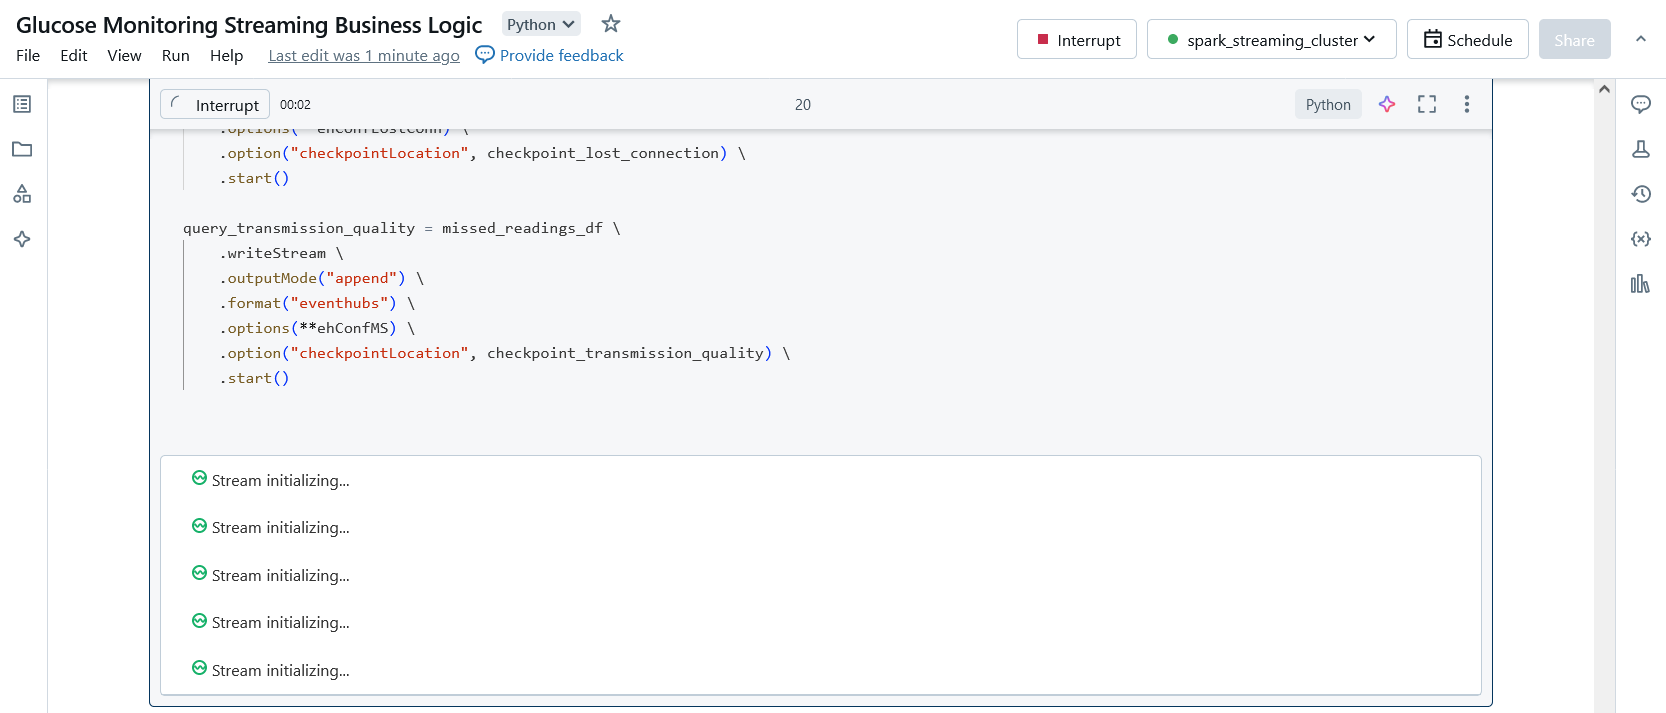 Glucose Monitoring Streaming Business Logic Python
File Edit View Run Help Last edit was 1 minute ago Provide feedback
Interrupt spark_streaming_cluster Schedule Share
Interrupt 00:02 20 Python
.options(**ehConfLostConn) \
.option("checkpointLocation", checkpoint_lost_connection) \
.start()
query_transmission_quality = missed_readings_df \
.writeStream \
.outputMode("append") \
.format("eventhubs") \
.options(**ehConfMS) \
.option("checkpointLocation", checkpoint_transmission_quality) \
.start()
Stream initializing...
Stream initializing...
Stream initializing...
Stream initializing...
Stream initializing...